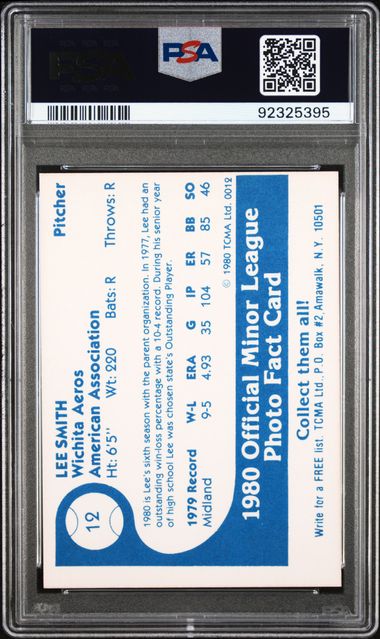 PSA
PSA
92325395
12
LEE SMITH
Pitcher
Wichita Aeros
American Association
Ht: 6'5" Wt: 220 Bats: R Throws: R
1980 is Lee's sixth season with the parent organization. In 1977, Lee had an
outstanding win-loss percentage with a 10-4 record. During his senior year
of high school Lee was chosen state's Outstanding Player.
1979 Record W-L ERA G IP ER BB SO
Midland 9-5 4.93 35 104 57 85 46
© 1980 TCMA Ltd. 0012
1980 Official Minor League
Photo Fact Card
Collect them all!
Write for a FREE list. TCMA Ltd. P.O. Box #2, Amawalk, N.Y. 10501